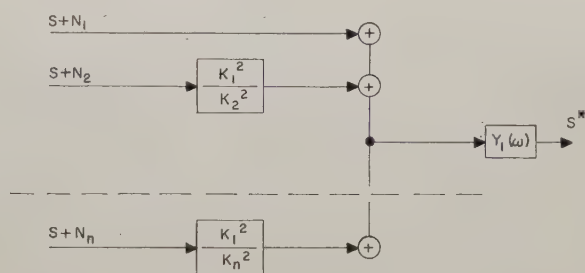 S+N₁
S+N₂
K₁²
K₂²
S*
Y₁(ω)
S+Nₙ
K₁²
Kₙ²